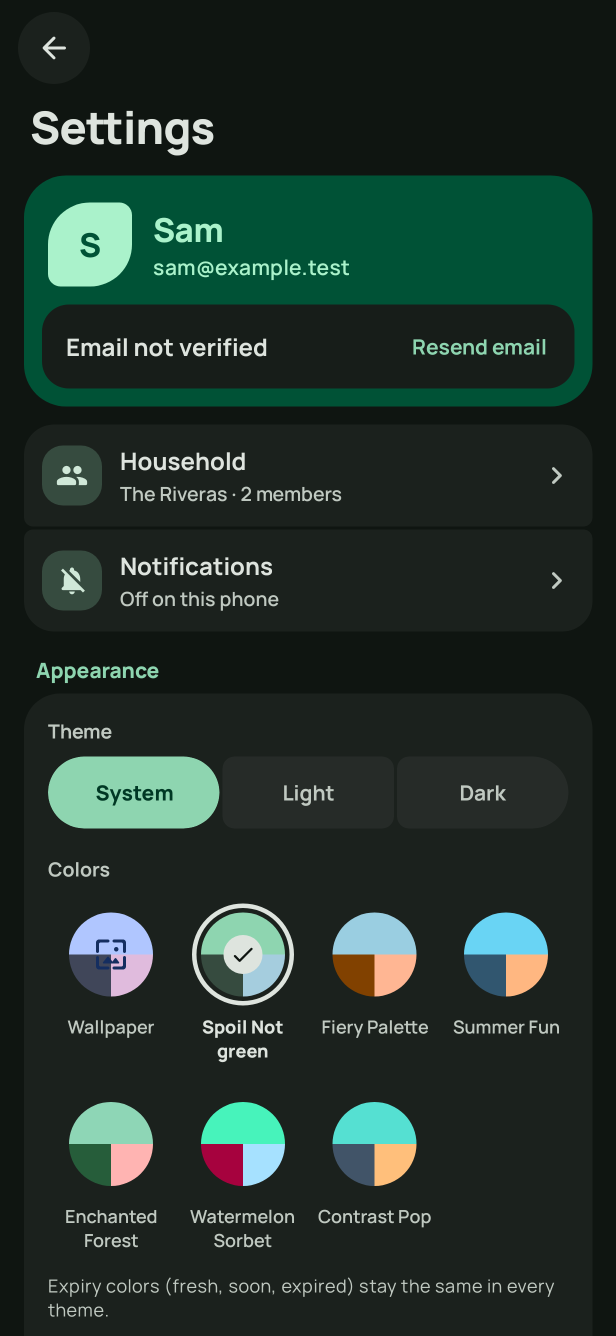 Settings
S
Sam
sam@example.test
Email not verified
Resend email
Household
The Riveras · 2 members
Notifications
Off on this phone
Appearance
Theme
System
Light
Dark
Colors
Wallpaper
Spoil Not
green
Fiery Palette
Summer Fun
Enchanted
Forest
Watermelon
Sorbet
Contrast Pop
Expiry colors (fresh, soon, expired) stay the same in every
theme.